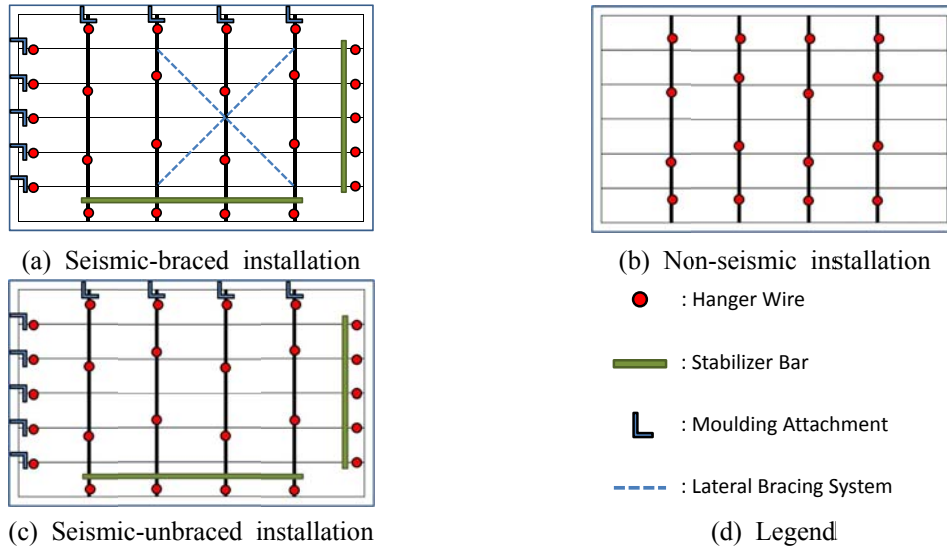 (a) Seismic-braced installation
(b) Non-seismic installation
: Hanger Wire
: Stabilizer Bar
: Moulding Attachment
: Lateral Bracing System
(c) Seismic-unbraced installation
(d) Legend